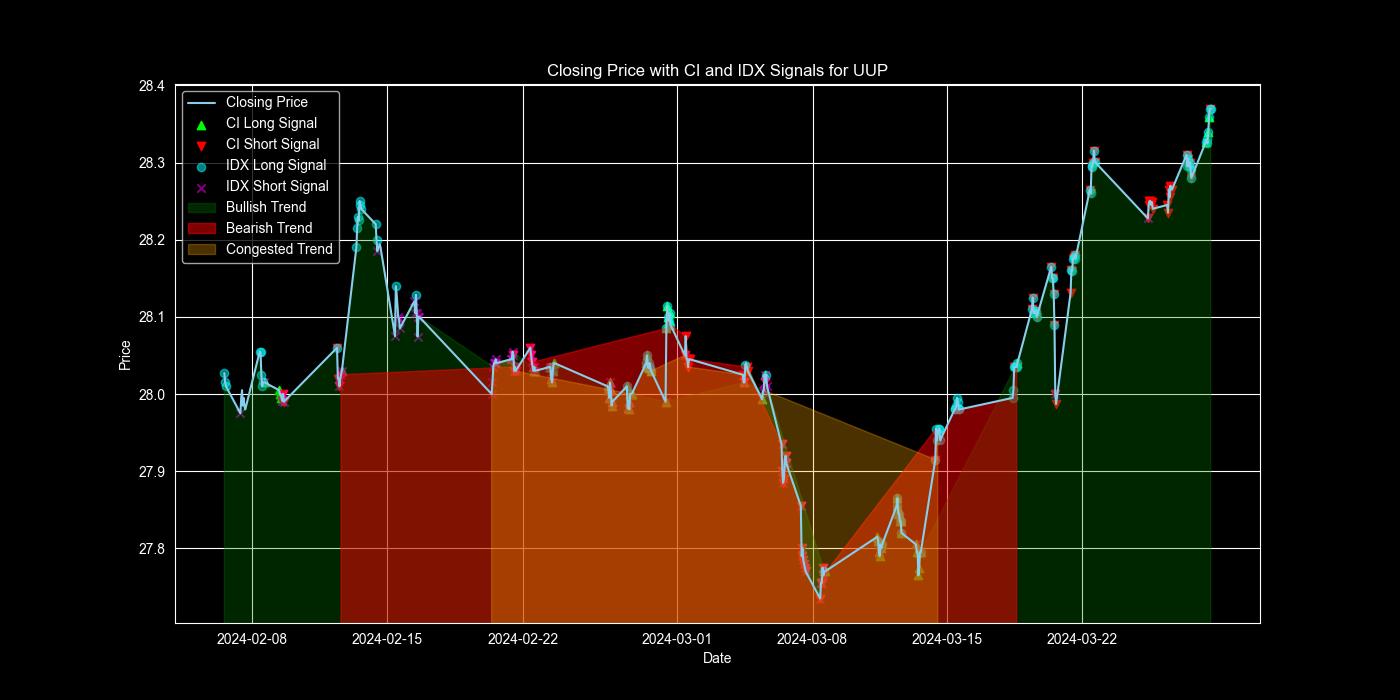 Closing Price with CI and IDX Signals for UUP
28.4
28.3
28.2
28.1
28.0
27.9
27.8
Price
Closing Price
CI Long Signal
CI Short Signal
IDX Long Signal
IDX Short Signal
Bullish Trend
Bearish Trend
Congested Trend
2024-02-08 2024-02-15 2024-02-22 2024-03-01 2024-03-08 2024-03-15 2024-03-22
Date